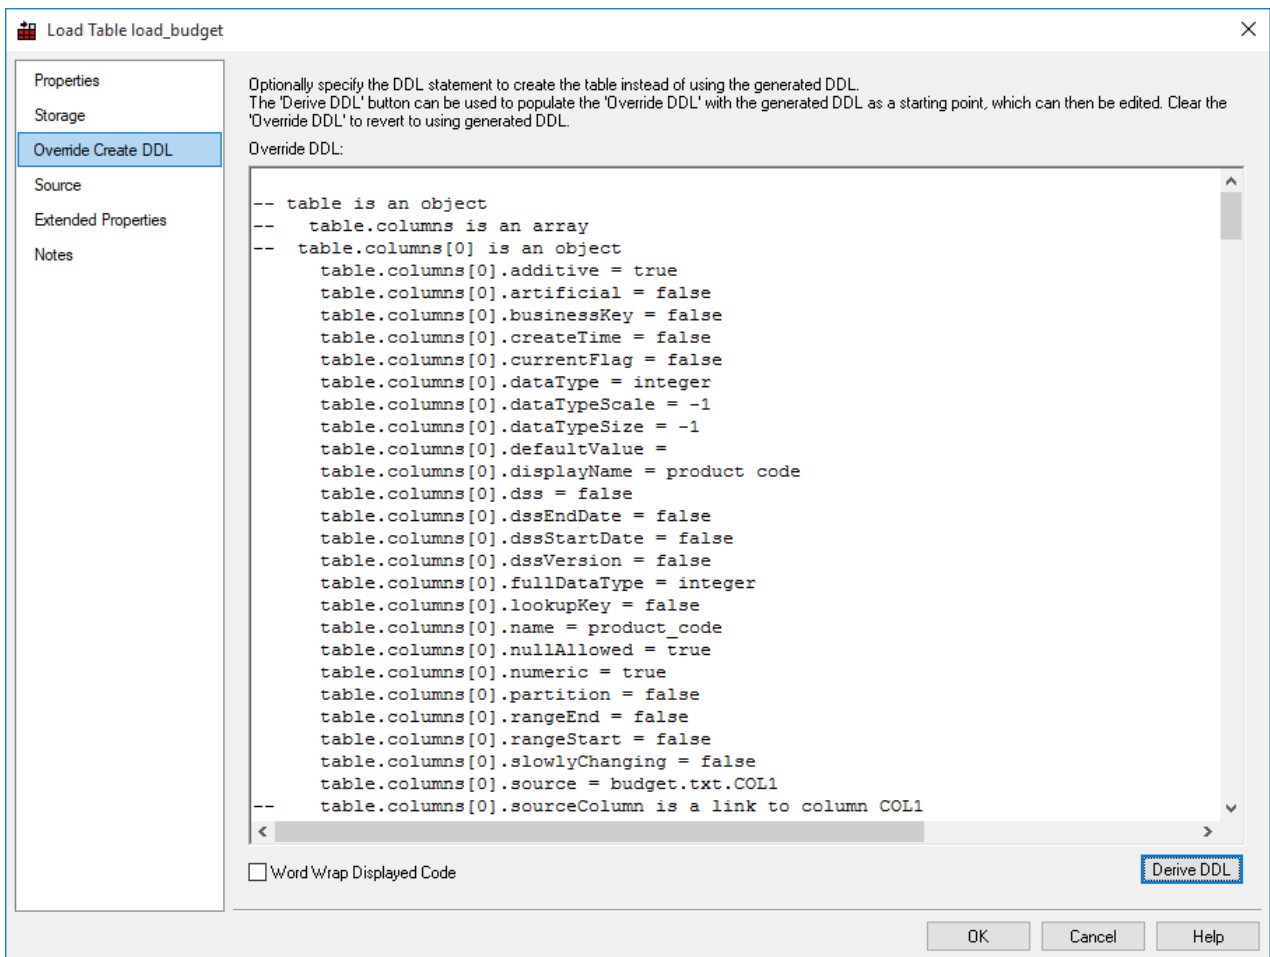 Load Table load_budget
Properties
Storage
Override Create DDL
Source
Extended Properties
Notes
Optionally specify the DDL statement to create the table instead of using the generated DDL.
The 'Derive DDL' button can be used to populate the 'Override DDL' with the generated DDL as a starting point, which can then be edited. Clear the
'Override DDL' to revert to using generated DDL.
Override DDL:
-- table is an object
--   table.columns is an array
--  table.columns[0] is an object
      table.columns[0].additive = true
      table.columns[0].artificial = false
      table.columns[0].businessKey = false
      table.columns[0].createTime = false
      table.columns[0].currentFlag = false
      table.columns[0].dataType = integer
      table.columns[0].dataTypeScale = -1
      table.columns[0].dataTypeSize = -1
      table.columns[0].defaultValue =
      table.columns[0].displayName = product code
      table.columns[0].dss = false
      table.columns[0].dssEndDate = false
      table.columns[0].dssStartDate = false
      table.columns[0].dssVersion = false
      table.columns[0].fullDataType = integer
      table.columns[0].lookupKey = false
      table.columns[0].name = product_code
      table.columns[0].nullAllowed = true
      table.columns[0].numeric = true
      table.columns[0].partition = false
      table.columns[0].rangeEnd = false
      table.columns[0].rangeStart = false
      table.columns[0].slowlyChanging = false
      table.columns[0].source = budget.txt.COL1
--    table.columns[0].sourceColumn is a link to column COL1
Word Wrap Displayed Code
Derive DDL
OK
Cancel
Help